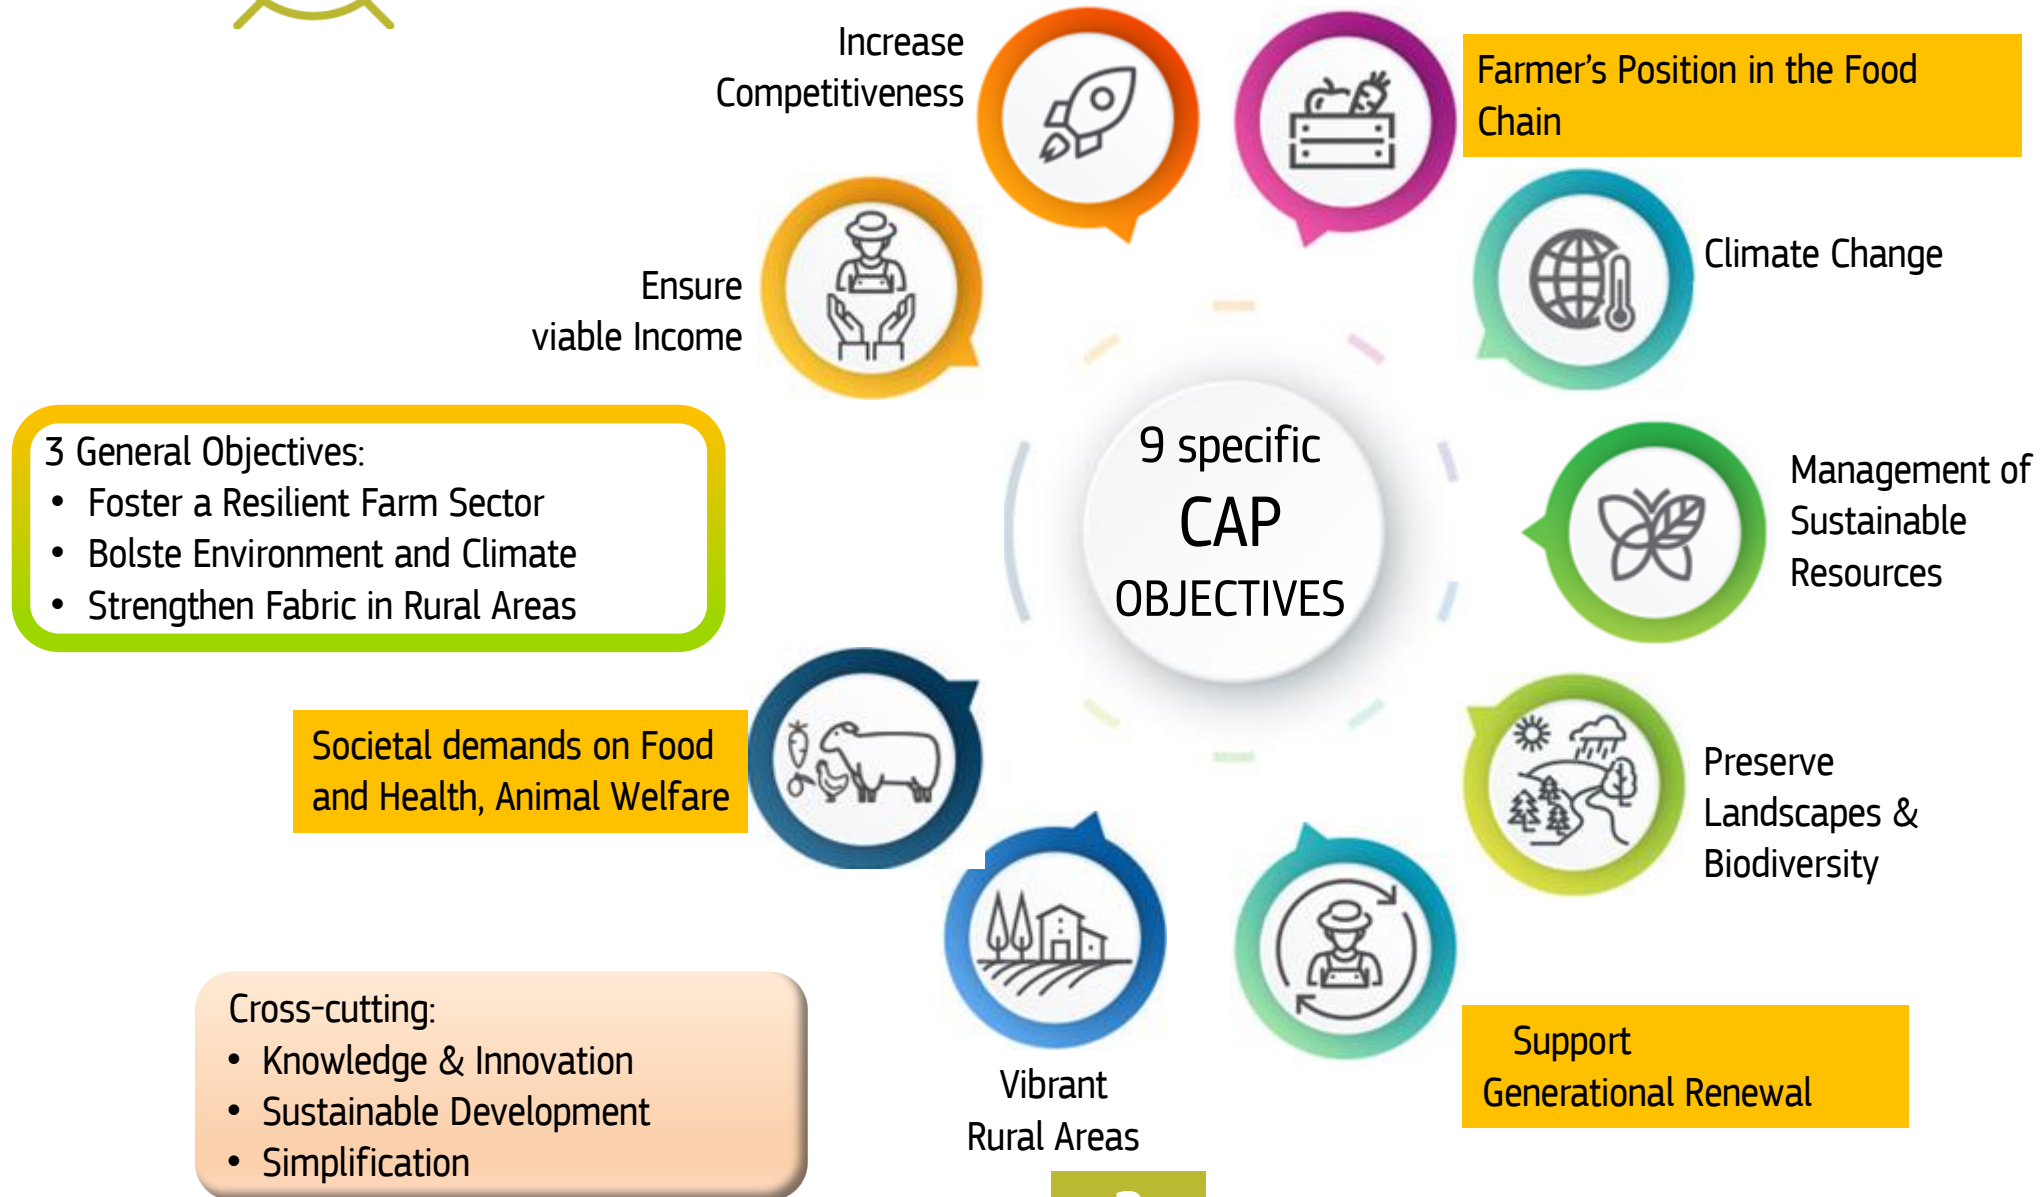 Increase
Competitiveness
Farmer's Position in the Food
Chain
Ensure
viable Income
Climate Change
3 General Objectives:
• Foster a Resilient Farm Sector
• Bolste Environment and Climate
• Strengthen Fabric in Rural Areas
9 specific
CAP
OBJECTIVES
Management of
Sustainable
Resources
Societal demands on Food
and Health, Animal Welfare
Preserve
Landscapes &
Biodiversity
Cross-cutting:
• Knowledge & Innovation
• Sustainable Development
• Simplification
Vibrant
Rural Areas
Support
Generational Renewal